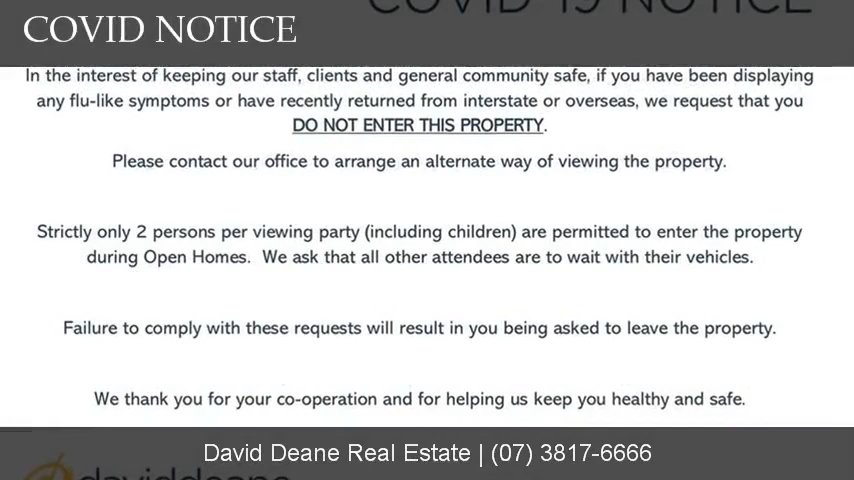 COVID-19 NOTICE
COVID NOTICE
In the interest of keeping our staff, clients and general community safe, if you have been displaying
any flu-like symptoms or have recently returned from interstate or overseas, we request that you
DO NOT ENTER THIS PROPERTY.
Please contact our office to arrange an alternate way of viewing the property.
Strictly only 2 persons per viewing party (including children) are permitted to enter the property
during Open Homes. We ask that all other attendees are to wait with their vehicles.
Failure to comply with these requests will result in you being asked to leave the property.
We thank you for your co-operation and for helping us keep you healthy and safe.
David Deane Real Estate | (07) 3817-6666
daviddeane